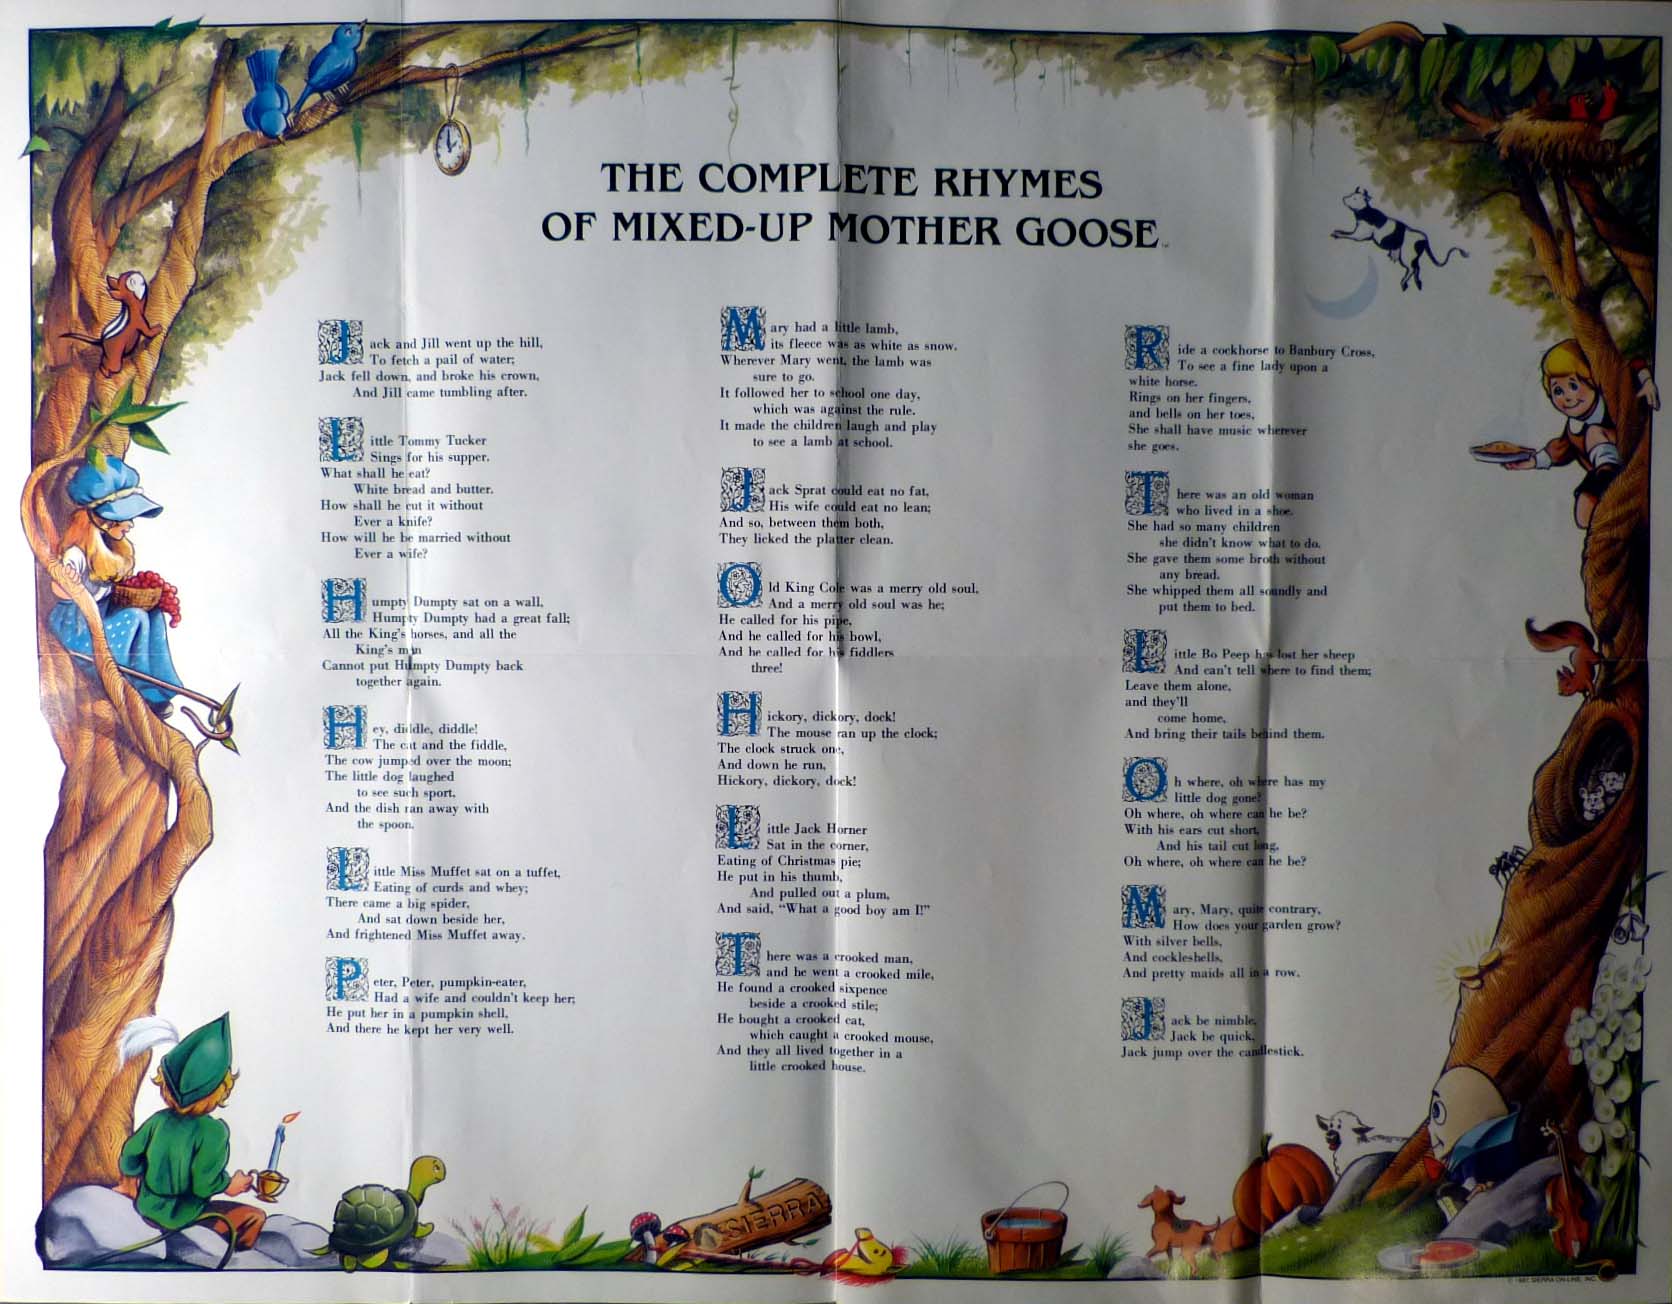 THE COMPLETE RHYMES
OF MIXED-UP MOTHER GOOSE
Jack and Jill went up the hill,
To fetch a pail of water;
Jack fell down, and broke his crown,
And Jill came tumbling after.
Little Tommy Tucker
Sings for his supper.
What shall he eat?
White bread and butter.
How shall he cut it without
Ever a knife?
How will he be married without
Ever a wife?
Humpty Dumpty sat on a wall,
Humpty Dumpty had a great fall;
All the King's horses, and all the
King's men
Cannot put Humpty Dumpty back
together again.
Hey, diddle, diddle!
The cat and the fiddle,
The cow jumped over the moon;
The little dog laughed
to see such sport,
And the dish ran away with
the spoon.
Little Miss Muffet sat on a tuffet,
Eating of curds and whey;
There came a big spider,
And sat down beside her,
And frightened Miss Muffet away.
Peter, Peter, pumpkin-eater,
Had a wife and couldn't keep her;
He put her in a pumpkin shell,
And there he kept her very well.
Mary had a little lamb,
its fleece was as white as snow.
Wherever Mary went, the lamb was
sure to go.
It followed her to school one day,
which was against the rule.
It made the children laugh and play
to see a lamb at school.
Jack Sprat could eat no fat,
His wife could eat no lean;
And so, between them both,
They licked the platter clean.
Old King Cole was a merry old soul,
And a merry old soul was he;
He called for his pipe,
And he called for his bowl,
And he called for his fiddlers
three!
Hickory, dickory, dock!
The mouse ran up the clock;
The clock struck one,
And down he run,
Hickory, dickory, dock!
Little Jack Horner
Sat in the corner,
Eating of Christmas pie;
He put in his thumb,
And pulled out a plum,
And said, "What a good boy am I!"
There was a crooked man,
and he went a crooked mile,
He found a crooked sixpence
beside a crooked stile;
He bought a crooked cat,
which caught a crooked mouse,
And they all lived together in a
little crooked house.
Ride a cockhorse to Banbury Cross,
To see a fine lady upon a
white horse.
Rings on her fingers,
and bells on her toes,
She shall have music wherever
she goes.
There was an old woman
who lived in a shoe.
She had so many children
she didn't know what to do.
She gave them some broth without
any bread.
She whipped them all soundly and
put them to bed.
Little Bo Peep has lost her sheep
And can't tell where to find them;
Leave them alone,
and they'll
come home,
And bring their tails behind them.
Oh where, oh where has my
little dog gone?
Oh where, oh where can he be?
With his ears cut short,
And his tail cut long,
Oh where, oh where can he be?
Mary, Mary, quite contrary,
How does your garden grow?
With silver bells,
And cockleshells,
And pretty maids all in a row.
Jack be nimble,
Jack be quick,
Jack jump over the candlestick.
SIERRA
SIERRA ON-LINE, INC.